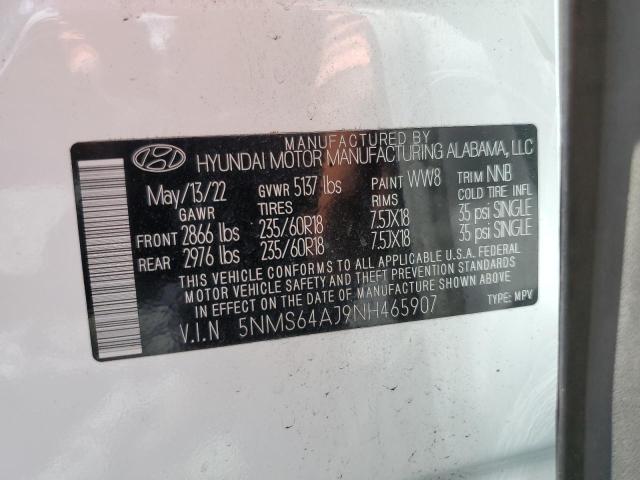 MANUFACTURED BY
HYUNDAI MOTOR MANUFACTURING ALABAMA, LLC
May/13/22 GVWR 5137 lbs PAINT WW8 TRIM NNB
GAWR TIRES RIMS COLD TIRE INFL
FRONT 2866 lbs 235/60R18 7.5JX18 35 psi SINGLE
REAR 2976 lbs 235/60R18 7.5JX18 35 psi SINGLE
THIS VEHICLE CONFORMS TO ALL APPLICABLE U.S.A. FEDERAL
MOTOR VEHICLE SAFETY AND THEFT PREVENTION STANDARDS
IN EFFECT ON THE DATE OF MANUFACTURE SHOWN ABOVE
V.I.N 5NMS64AJ9NH465907 TYPE: MPV